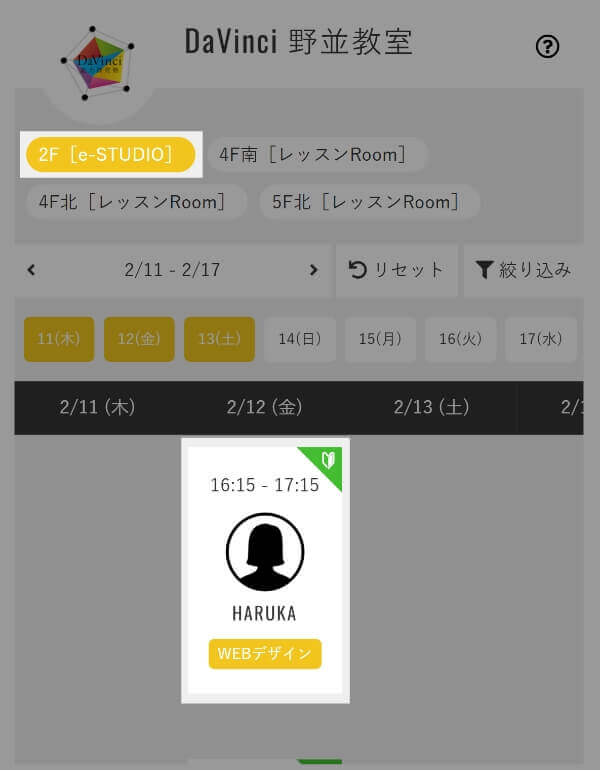 DaVinci
DaVinci 野並教室
2F［e-STUDIO］
4F南［レッスンRoom］
4F北［レッスンRoom］
5F北［レッスンRoom］
2/11 - 2/17
リセット
絞り込み
11(木)
12(金)
13(土)
14(日)
15(月)
16(火)
17(水)
2/11 (木)
2/12 (金)
2/13 (土)
16:15 - 17:15
HARUKA
WEBデザイン